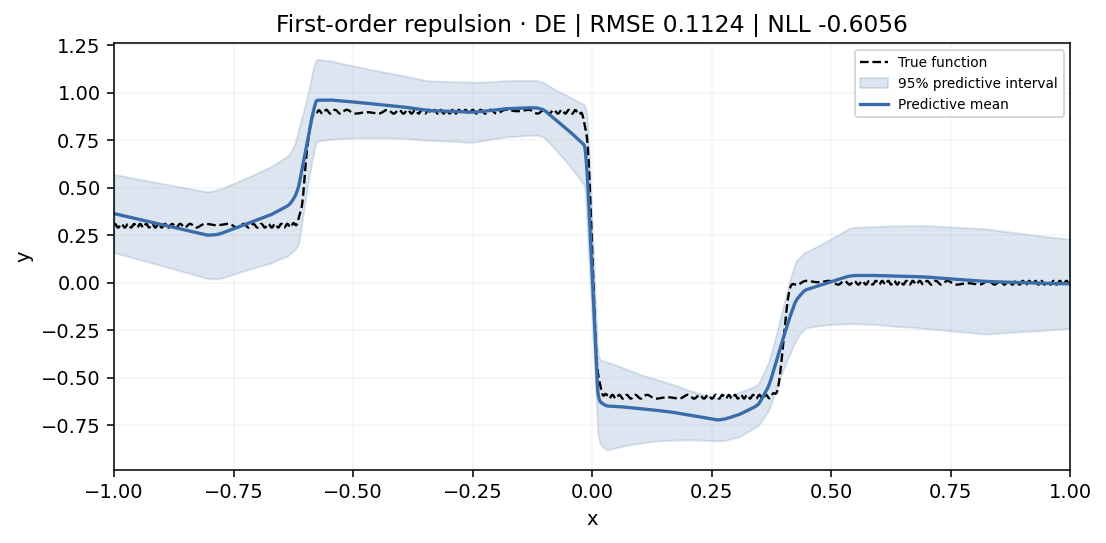 First-order repulsion · DE | RMSE 0.1124 | NLL -0.6056
True function
95% predictive interval
Predictive mean
1.25
1.00
0.75
0.50
0.25
0.00
−0.25
−0.50
−0.75
y
−1.00 −0.75 −0.50 −0.25 0.00 0.25 0.50 0.75 1.00
x